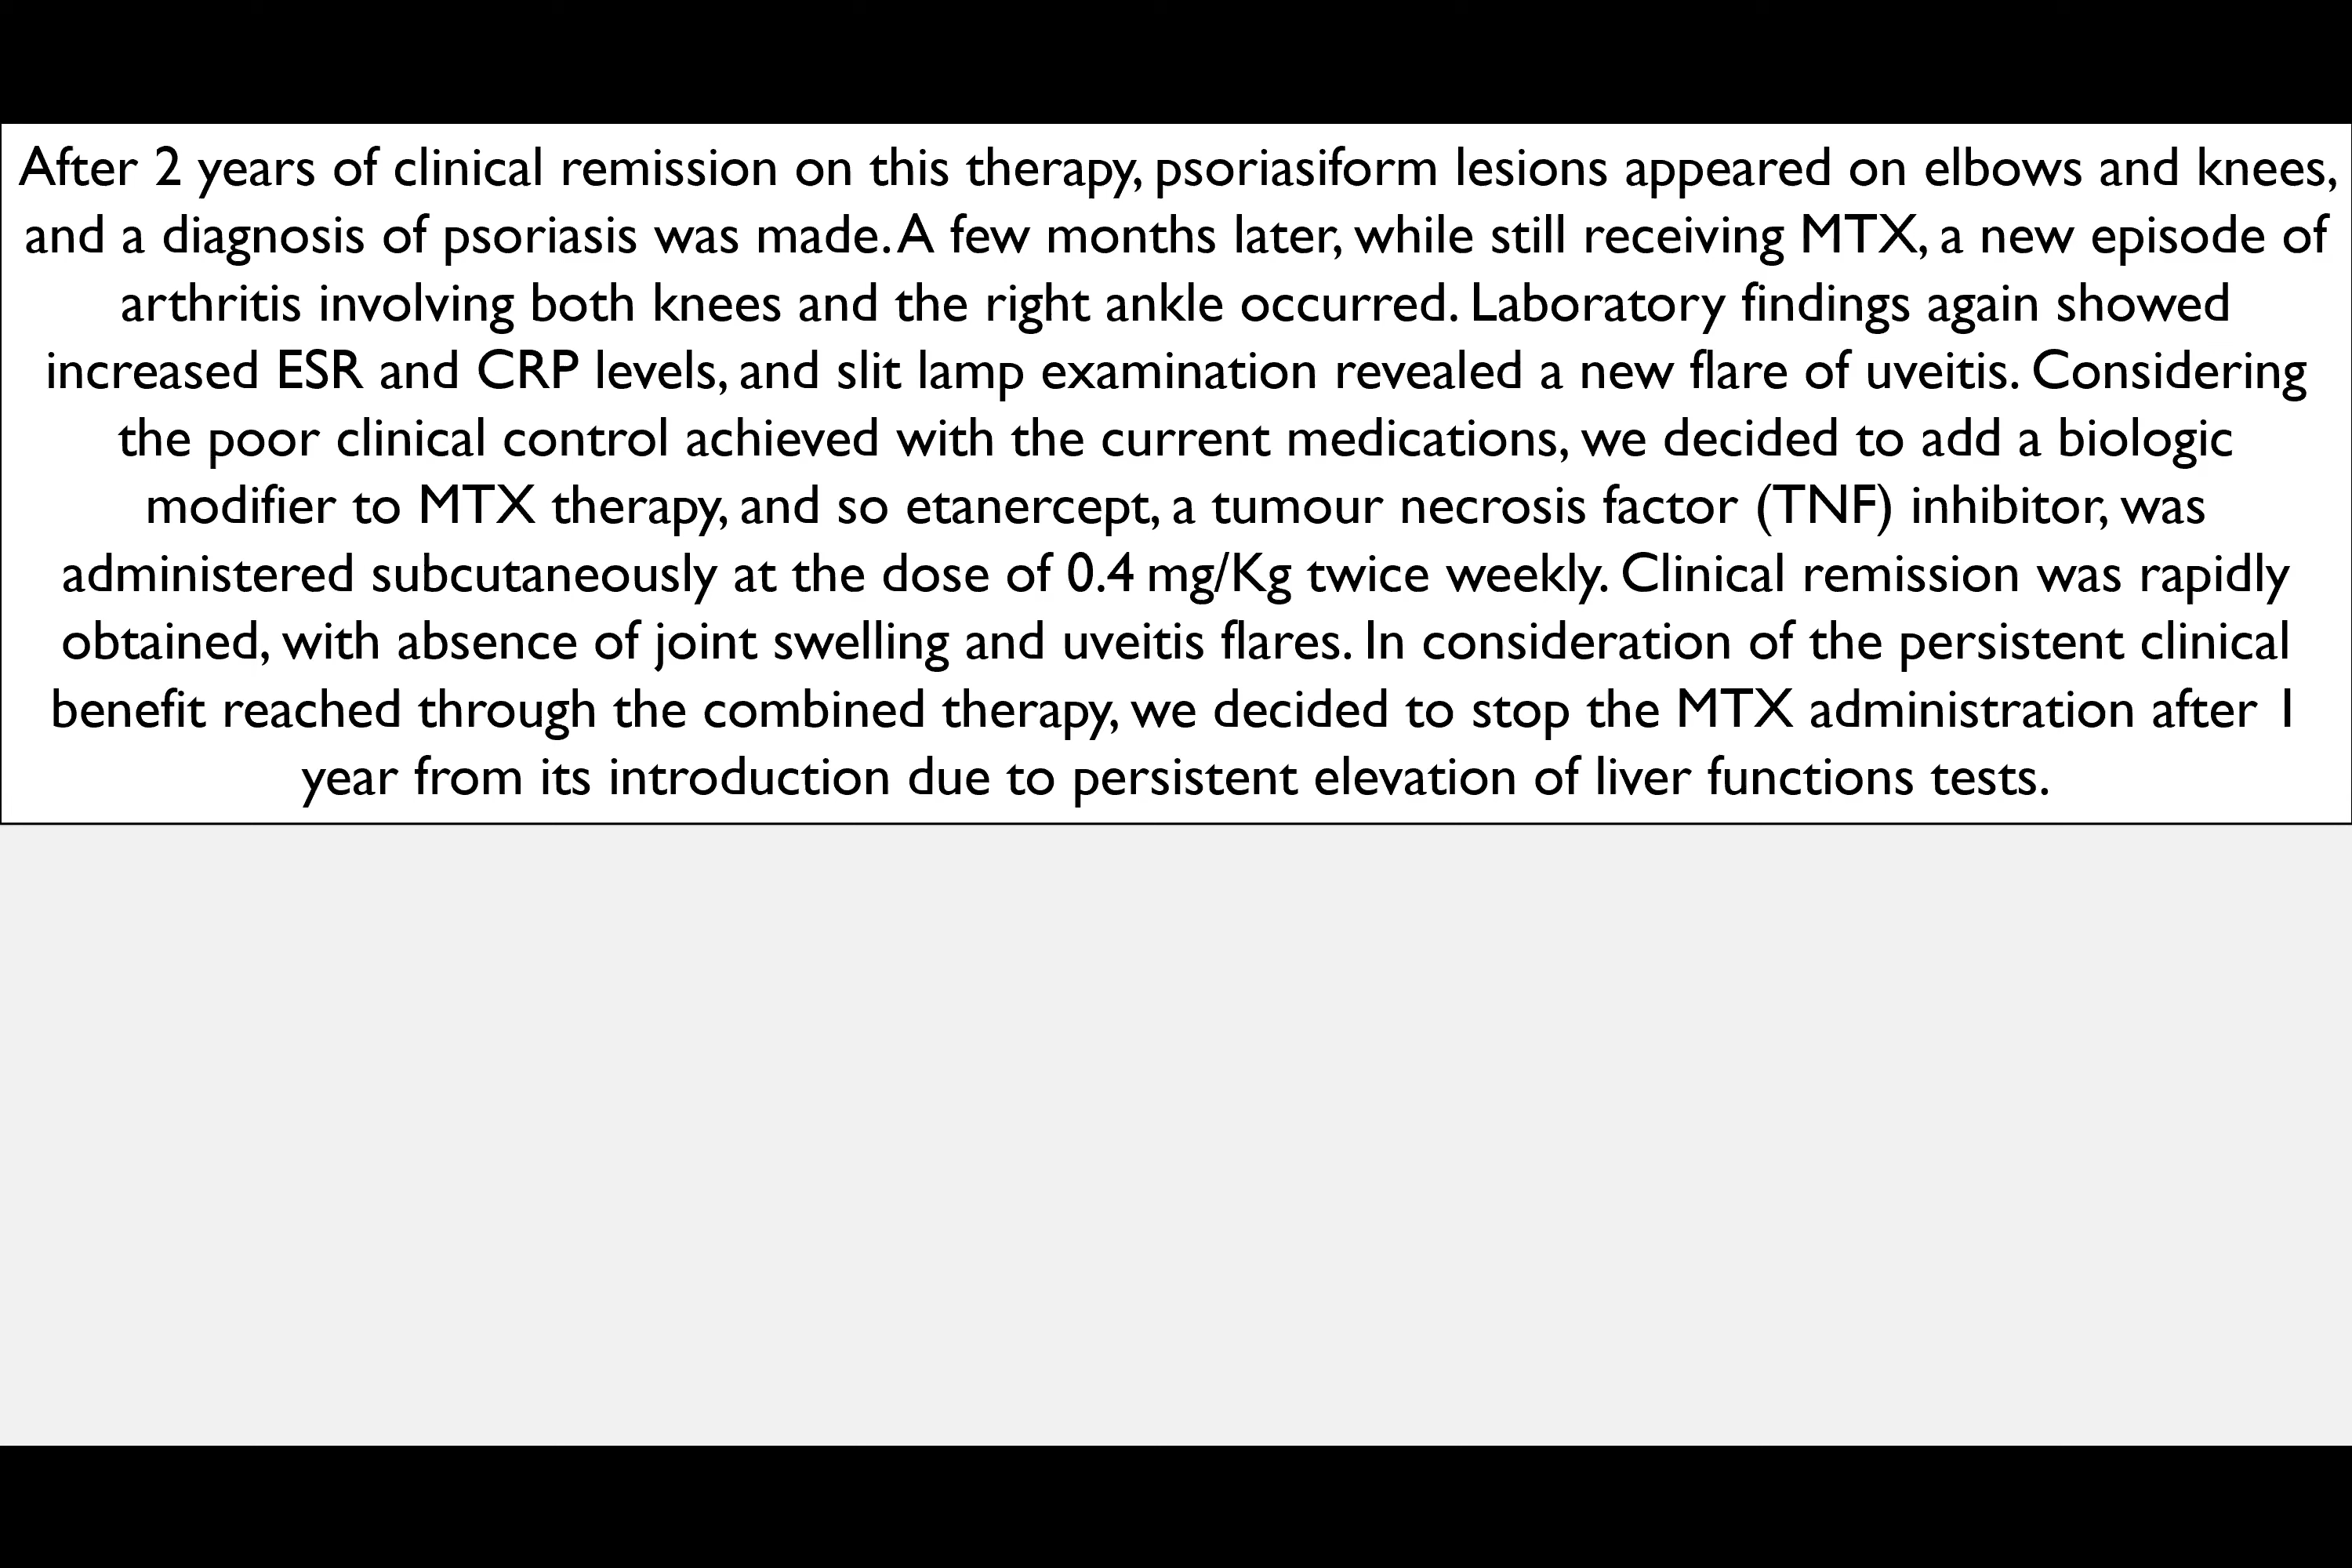 After 2 years of clinical remission on this therapy, psoriasiform lesions appeared on elbows and knees,
and a diagnosis of psoriasis was made. A few months later, while still receiving MTX, a new episode of
arthritis involving both knees and the right ankle occurred. Laboratory findings again showed
increased ESR and CRP levels, and slit lamp examination revealed a new flare of uveitis. Considering
the poor clinical control achieved with the current medications, we decided to add a biologic
modifier to MTX therapy, and so etanercept, a tumour necrosis factor (TNF) inhibitor, was
administered subcutaneously at the dose of 0.4 mg/Kg twice weekly. Clinical remission was rapidly
obtained, with absence of joint swelling and uveitis flares. In consideration of the persistent clinical
benefit reached through the combined therapy, we decided to stop the MTX administration after 1
year from its introduction due to persistent elevation of liver functions tests.